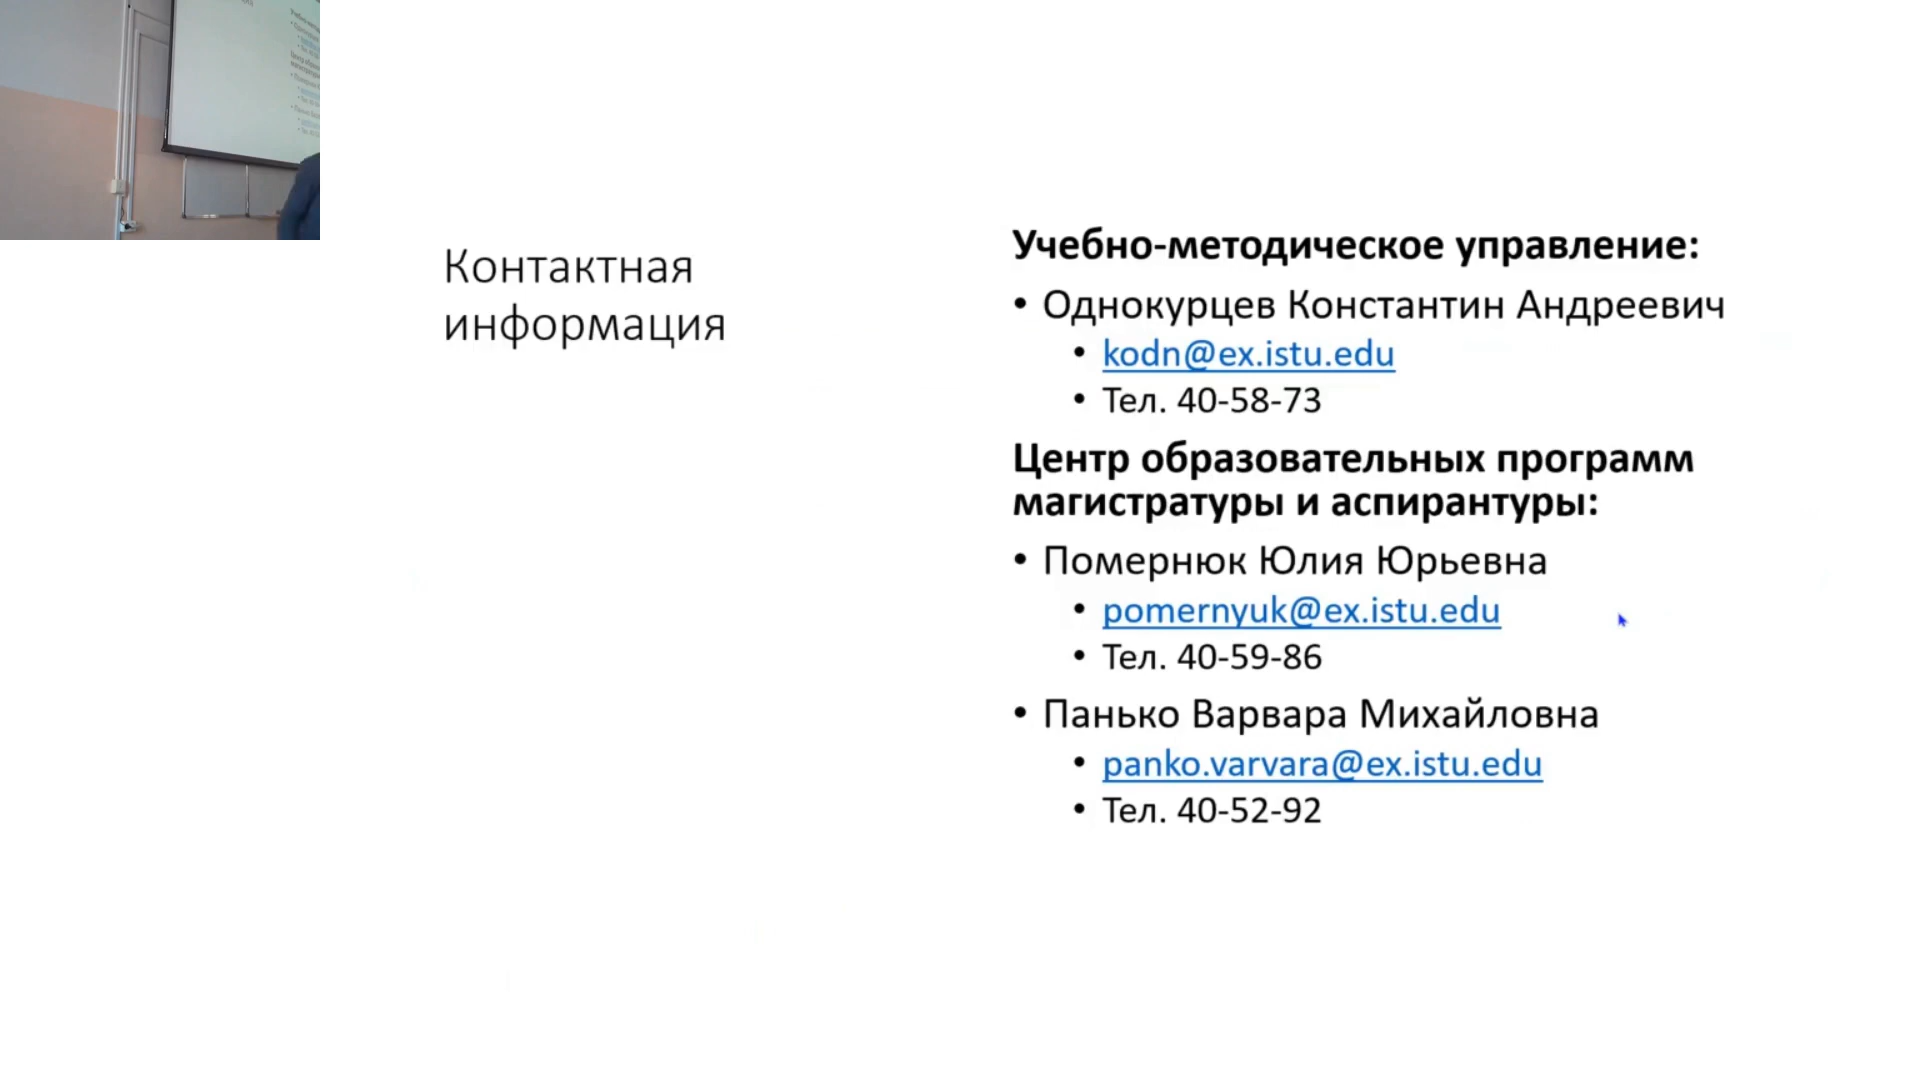 Контактная
информация
Учебно-методическое управление:
• Однокурцев Константин Андреевич
• kodn@ex.istu.edu
• Тел. 40-58-73
Центр образовательных программ
магистратуры и аспирантуры:
• Помернюк Юлия Юрьевна
• pomernyuk@ex.istu.edu
• Тел. 40-59-86
• Панько Варвара Михайловна
• panko.varvara@ex.istu.edu
• Тел. 40-52-92